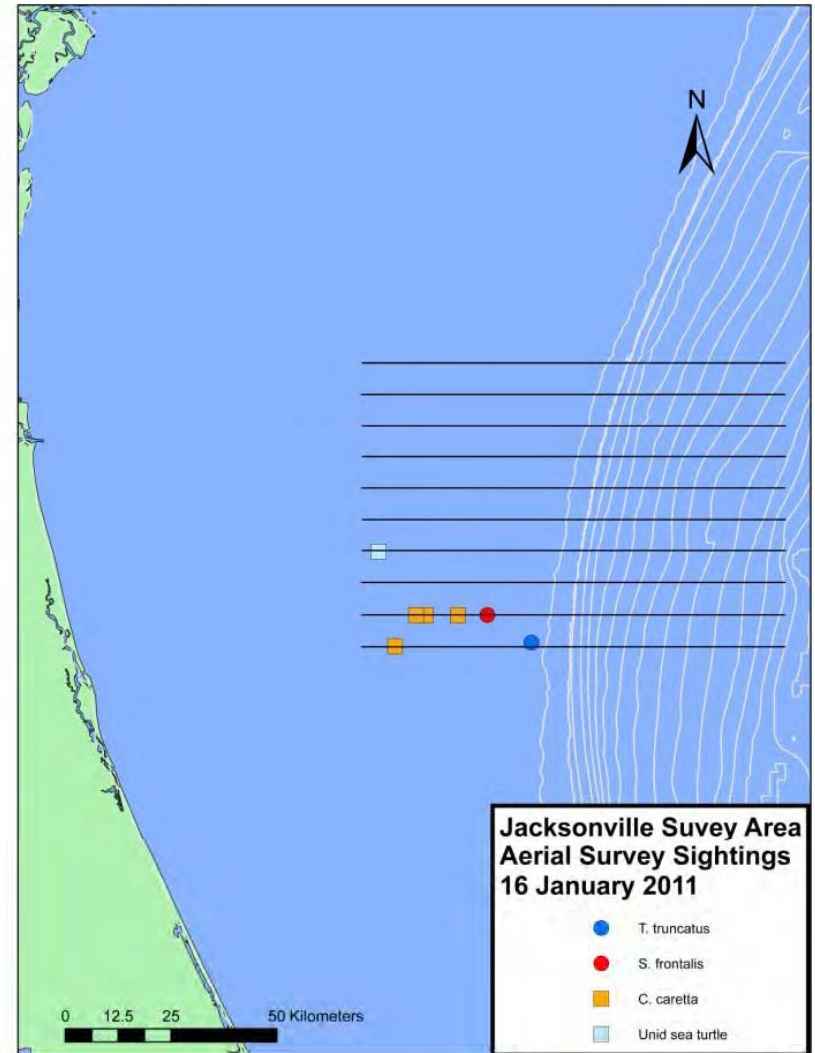 N
0 12.5 25 50 Kilometers
Jacksonville Suvey Area
Aerial Survey Sightings
16 January 2011
T. truncatus
S. frontalis
C. caretta
Unid sea turtle